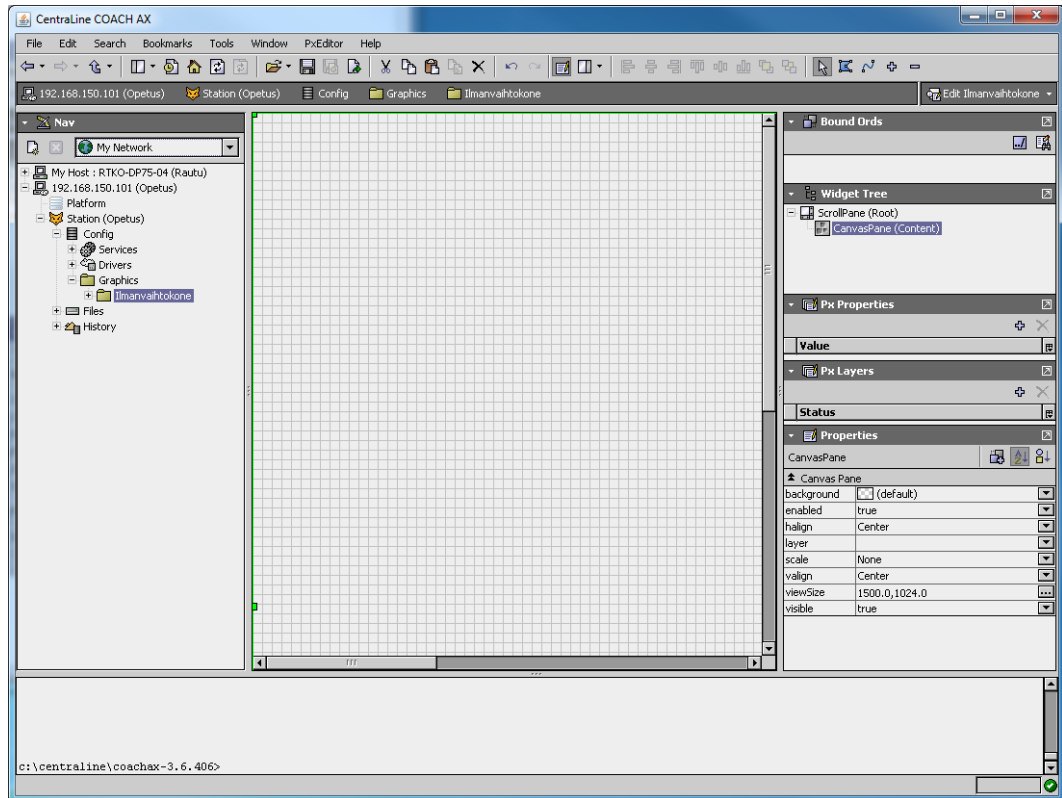 CentraLine COACH AX
File Edit Search Bookmarks Tools Window PxEditor Help
192.168.150.101 (Opetus) Station (Opetus) Config Graphics Ilmanvaihtokone Edit Ilmanvaihtokone
Nav
My Network
My Host : RTKO-DP75-04 (Rautu)
192.168.150.101 (Opetus)
Platform
Station (Opetus)
Config
Services
Drivers
Graphics
Ilmanvaihtokone
Files
History
Bound Ords
Widget Tree
ScrollPane (Root)
CanvasPane (Content)
Px Properties
Value
Px Layers
Status
Properties
CanvasPane
Canvas Pane
background (default)
enabled true
halign Center
layer
scale None
valign Center
viewSize 1500.0,1024.0
visible true
c:\centraline\coachax-3.6.406>